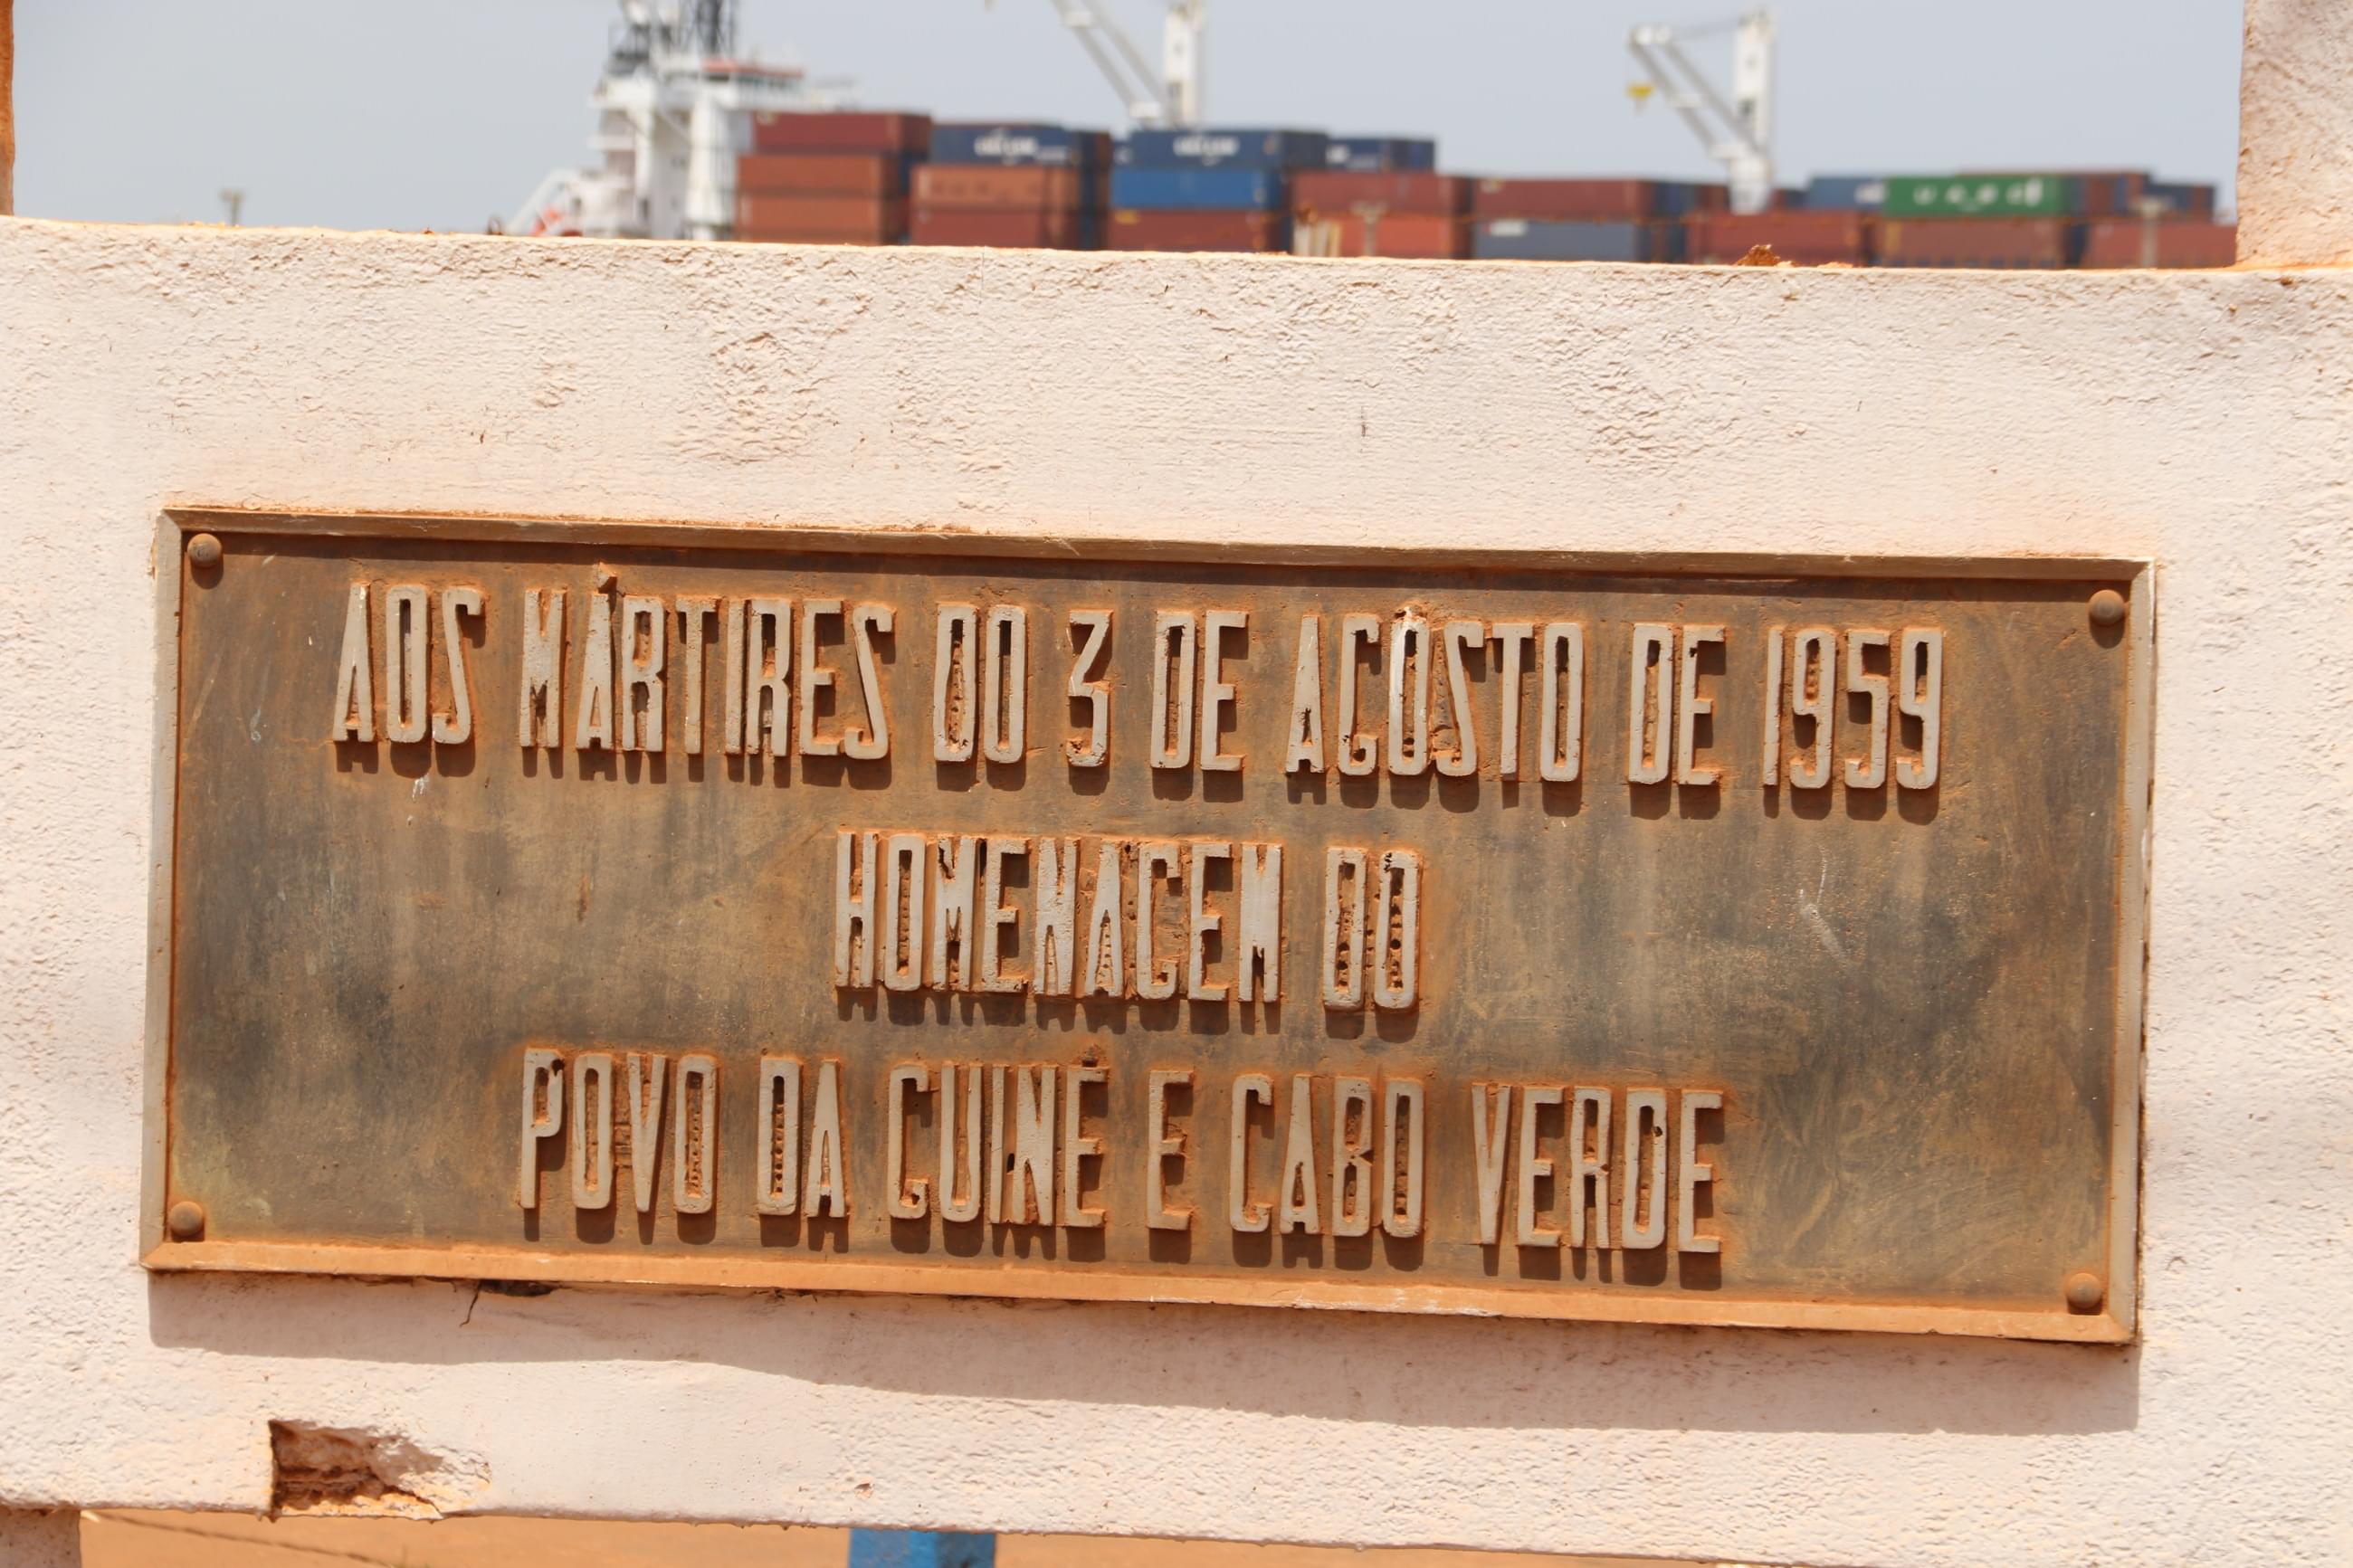 AOS MÁRTIRES DO 3 DE AGOSTO DE 1959
HOMENAGEM DO
POVO DA GUINÉ E CABO VERDE